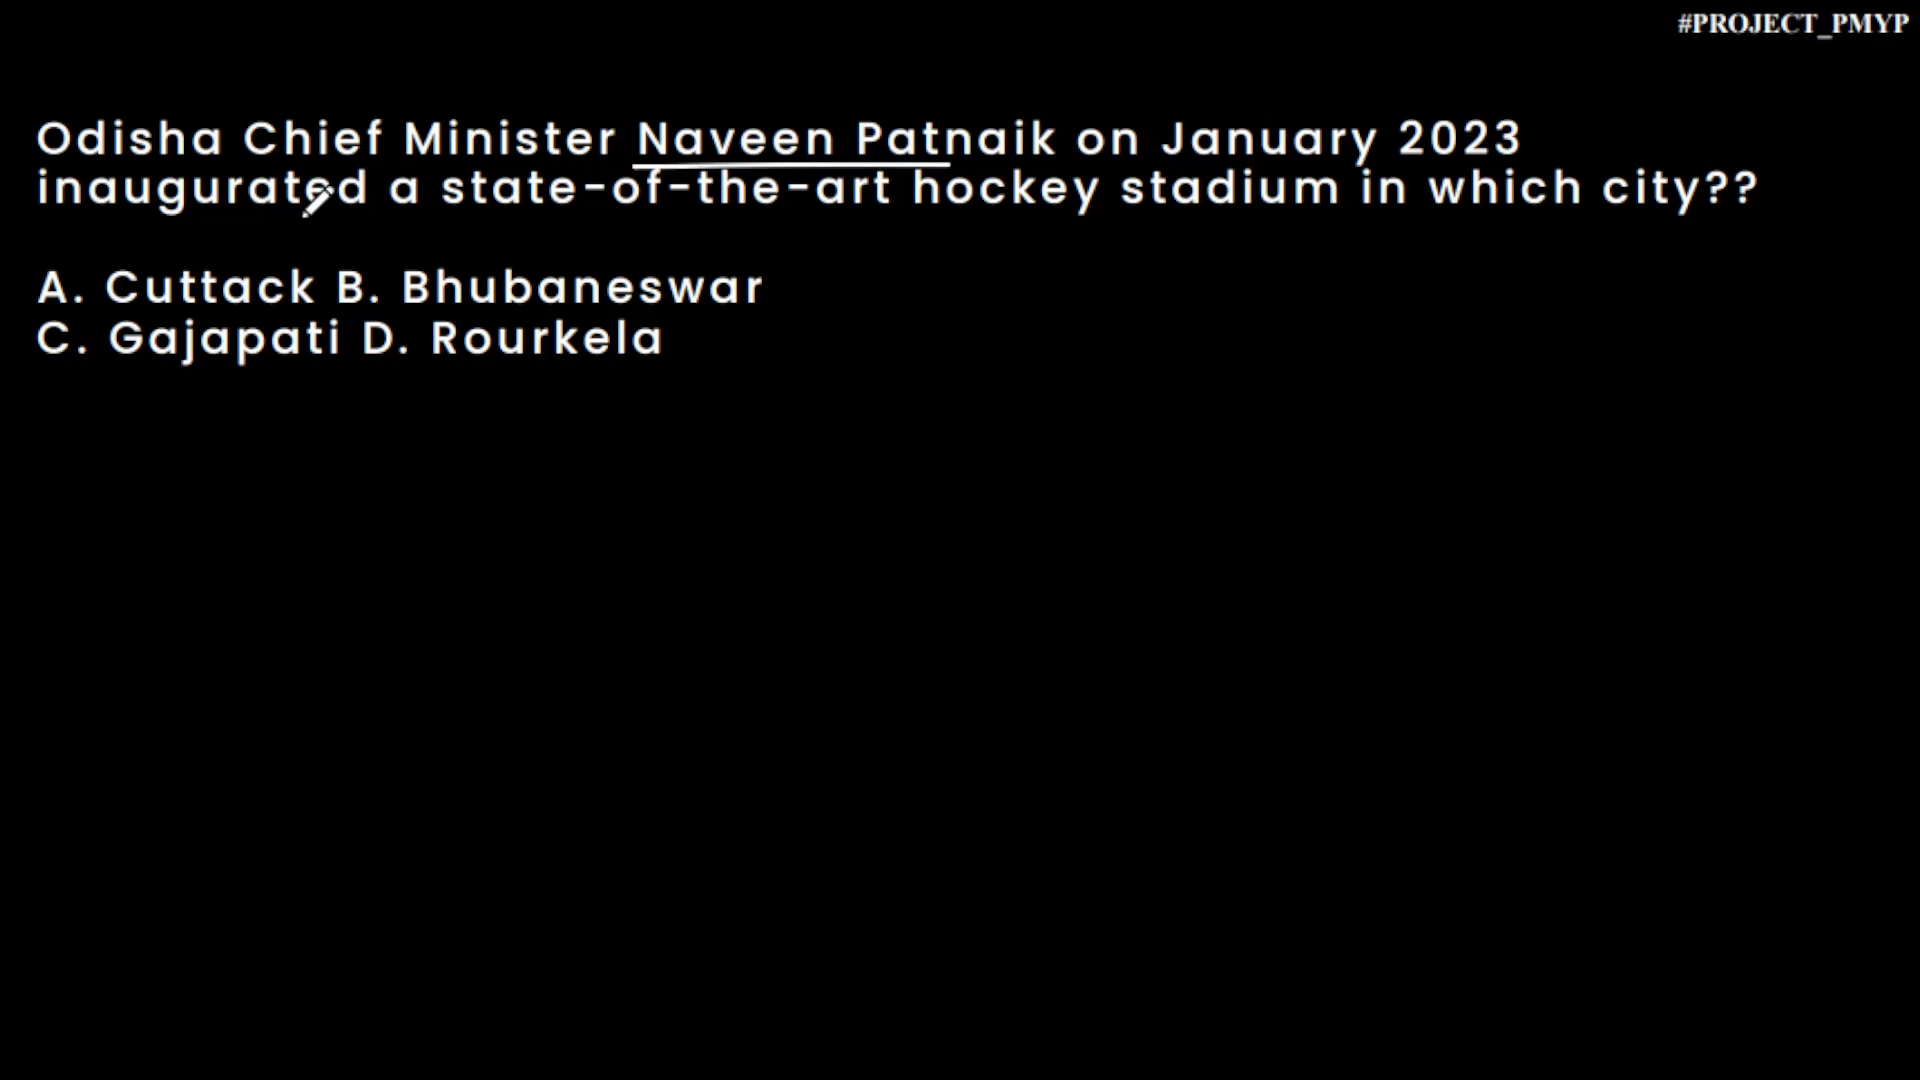 #PROJECT_PMYP
Odisha Chief Minister Naveen Patnaik on January 2023
inaugurated a state-of-the-art hockey stadium in which city??
A. Cuttack B. Bhubaneswar
C. Gajapati D. Rourkela